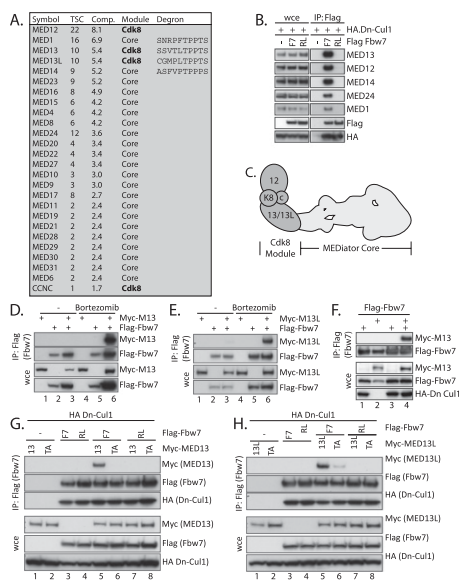 A.
Symbol TSC Comp. Module Degron
MED12 22 8.1 Cdk8
MED1 16 6.9 Core SNRPFTPPTS
MED13 10 5.4 Cdk8 SSVTLTPPTS
MED13L 10 5.4 Cdk8 CGMPLTPPTS
MED14 9 5.2 Core ASFVPTPPPS
MED23 9 5.2 Core
MED16 8 4.9 Core
MED15 6 4.2 Core
MED4 6 4.2 Core
MED8 6 4.2 Core
MED24 12 3.6 Core
MED20 4 3.4 Core
MED22 4 3.4 Core
MED27 4 3.4 Core
MED10 3 3.0 Core
MED9 3 3.0 Core
MED17 8 2.7 Core
MED11 2 2.4 Core
MED19 2 2.4 Core
MED21 2 2.4 Core
MED28 2 2.4 Core
MED29 2 2.4 Core
MED30 2 2.4 Core
MED31 2 2.4 Core
MED6 2 2.4 Core
CCNC 1 1.7 Cdk8
B.
wce IP: Flag
+ + + + + + HA.Dn-Cul1
- F7 RL - F7 RL Flag Fbw7
MED13
MED12
MED14
MED24
MED1
Flag
HA
C.
12
K8 c
13/13L
Cdk8 Module
MEDiator Core
D.
- Bortezomib
+ + + + Myc-M13
+ + + + Flag-Fbw7
IP: Flag (Fbw7)
Myc-M13
Flag-Fbw7
wce
Myc-M13
Flag-Fbw7
1 2 3 4 5 6
E.
- Bortezomib
+ + + + Myc-M13L
+ + + + Flag-Fbw7
IP: Flag (Fbw7)
Myc-M13L
Flag-Fbw7
wce
Myc-M13L
Flag-Fbw7
1 2 3 4 5 6
F.
Flag-Fbw7
- + - +
+ +
IP: Flag (Fbw7)
Myc-M13
Flag-Fbw7
wce
Myc-M13
Flag-Fbw7
HA-Dn Cul1
1 2 3 4
G.
HA Dn-Cul1
- F7 RL F7 RL Flag-Fbw7
13 TA - 13 TA 13 TA Myc-MED13
IP: Flag (Fbw7)
Myc (MED13)
Flag (Fbw7)
HA (Dn-Cul1)
wce
Myc (MED13)
Flag (Fbw7)
HA (Dn-Cul1)
1 2 3 4 5 6 7 8
H.
HA Dn-Cul1
- F7 RL F7 RL Flag-Fbw7
13L TA - 13L TA 13L TA Myc-MED13L
IP: Flag (Fbw7)
Myc (MED13L)
Flag (Fbw7)
HA (Dn-Cul1)
wce
Myc (MED13L)
Flag (Fbw7)
HA (Dn-Cul1)
1 2 3 4 5 6 7 8